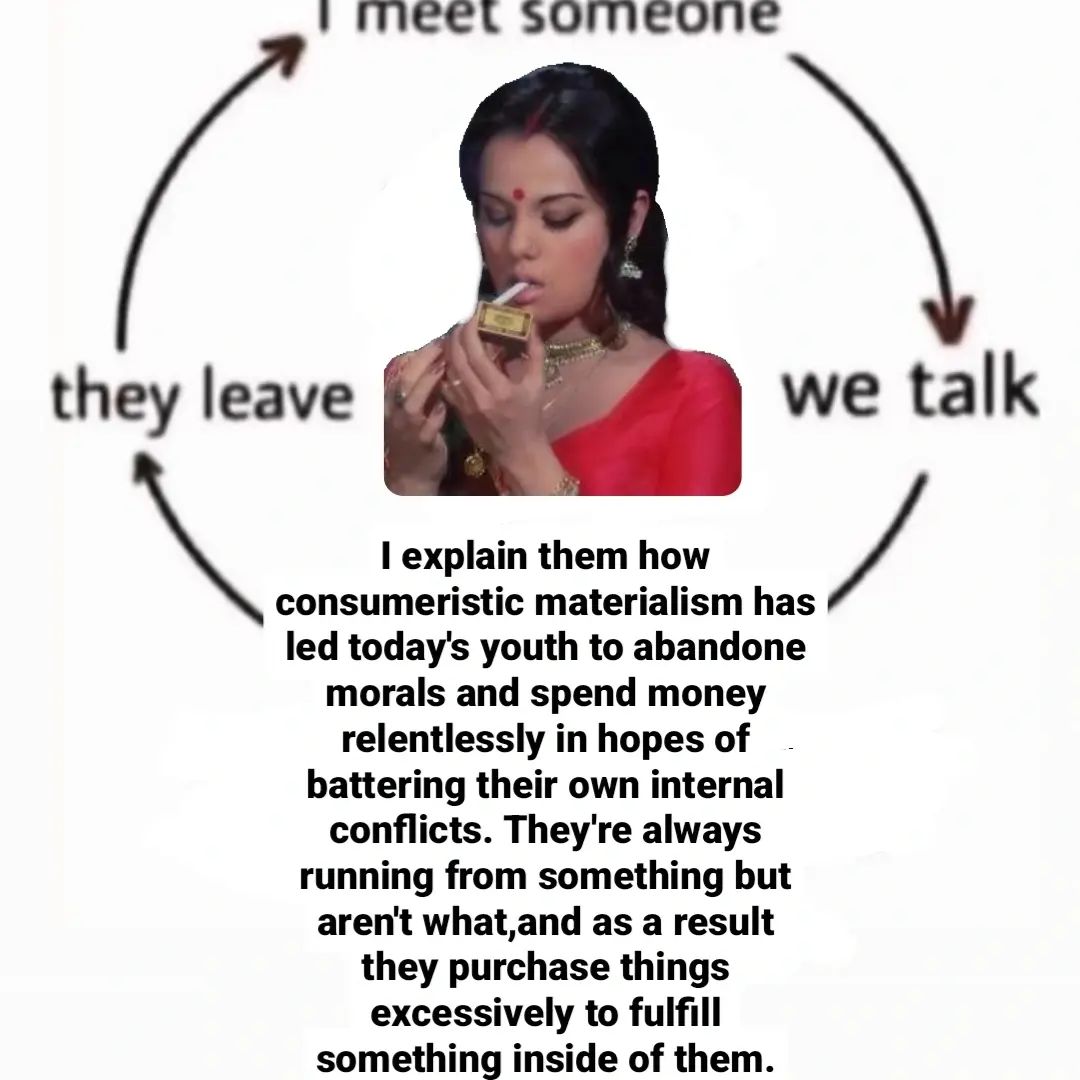 I meet someone
they leave
we talk
I explain them how
consumeristic materialism has
led today's youth to abandone
morals and spend money
relentlessly in hopes of
battering their own internal
conflicts. They're always
running from something but
aren't what,and as a result
they purchase things
excessively to fulfill
something inside of them.